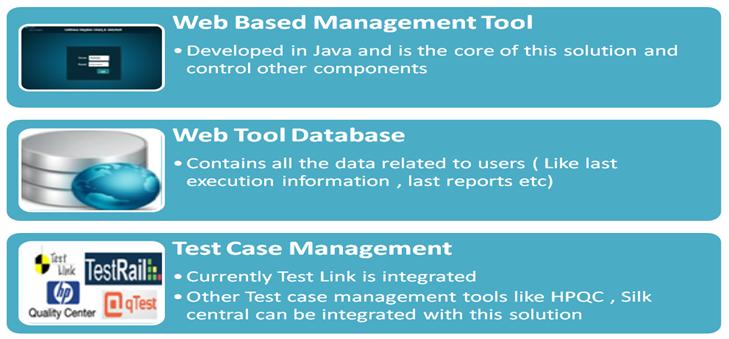 Web Based Management Tool
• Developed in Java and is the core of this solution and
control other components
Web Tool Database
• Contains all the data related to users ( Like last
execution information , last reports etc)
Test Case Management
Test
Link
TestRail
hp
Quality Center
qTest
• Currently Test Link is integrated
• Other Test case management tools like HPQC , Silk
central can be integrated with this solution